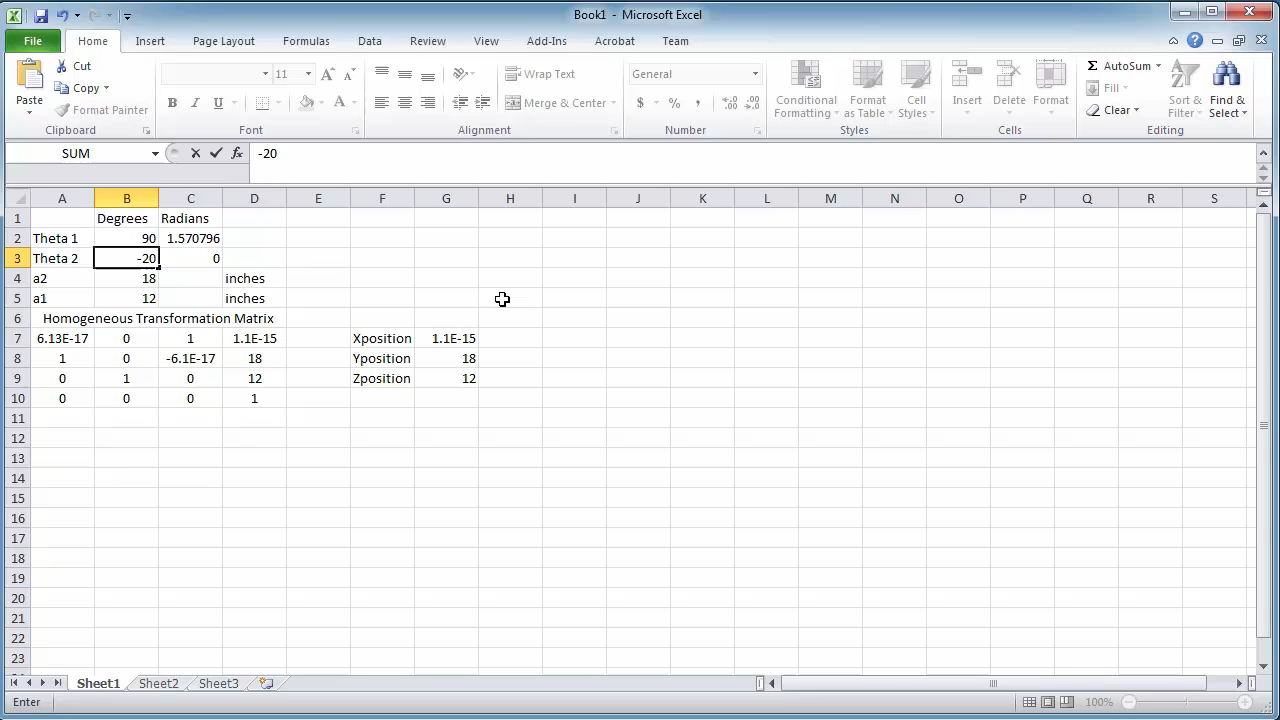 Book1 - Microsoft Excel
File Home Insert Page Layout Formulas Data Review View Add-Ins Acrobat Team
Paste Cut Copy Format Painter
11
B I U A
Wrap Text
Merge & Center
General
$ % ,
Conditional Formatting
Format as Table
Cell Styles
Insert Delete Format
Σ AutoSum
Fill
Clear
Sort & Filter
Find & Select
Clipboard Font Alignment Number Styles Cells Editing
SUM fx -20
A B C D E F G H I J K L M N O P Q R S
1 Degrees Radians
2 Theta 1 90 1.570796
3 Theta 2 -20 0
4 a2 18 inches
5 a1 12 inches
6 Homogeneous Transformation Matrix
7 6.13E-17 0 1 1.1E-15 Xposition 1.1E-15
8 1 0 -6.1E-17 18 Yposition 18
9 0 1 0 12 Zposition 12
10 0 0 0 1
11
12
13
14
15
16
17
18
19
20
21
22
23
Sheet1 Sheet2 Sheet3
Enter 100%